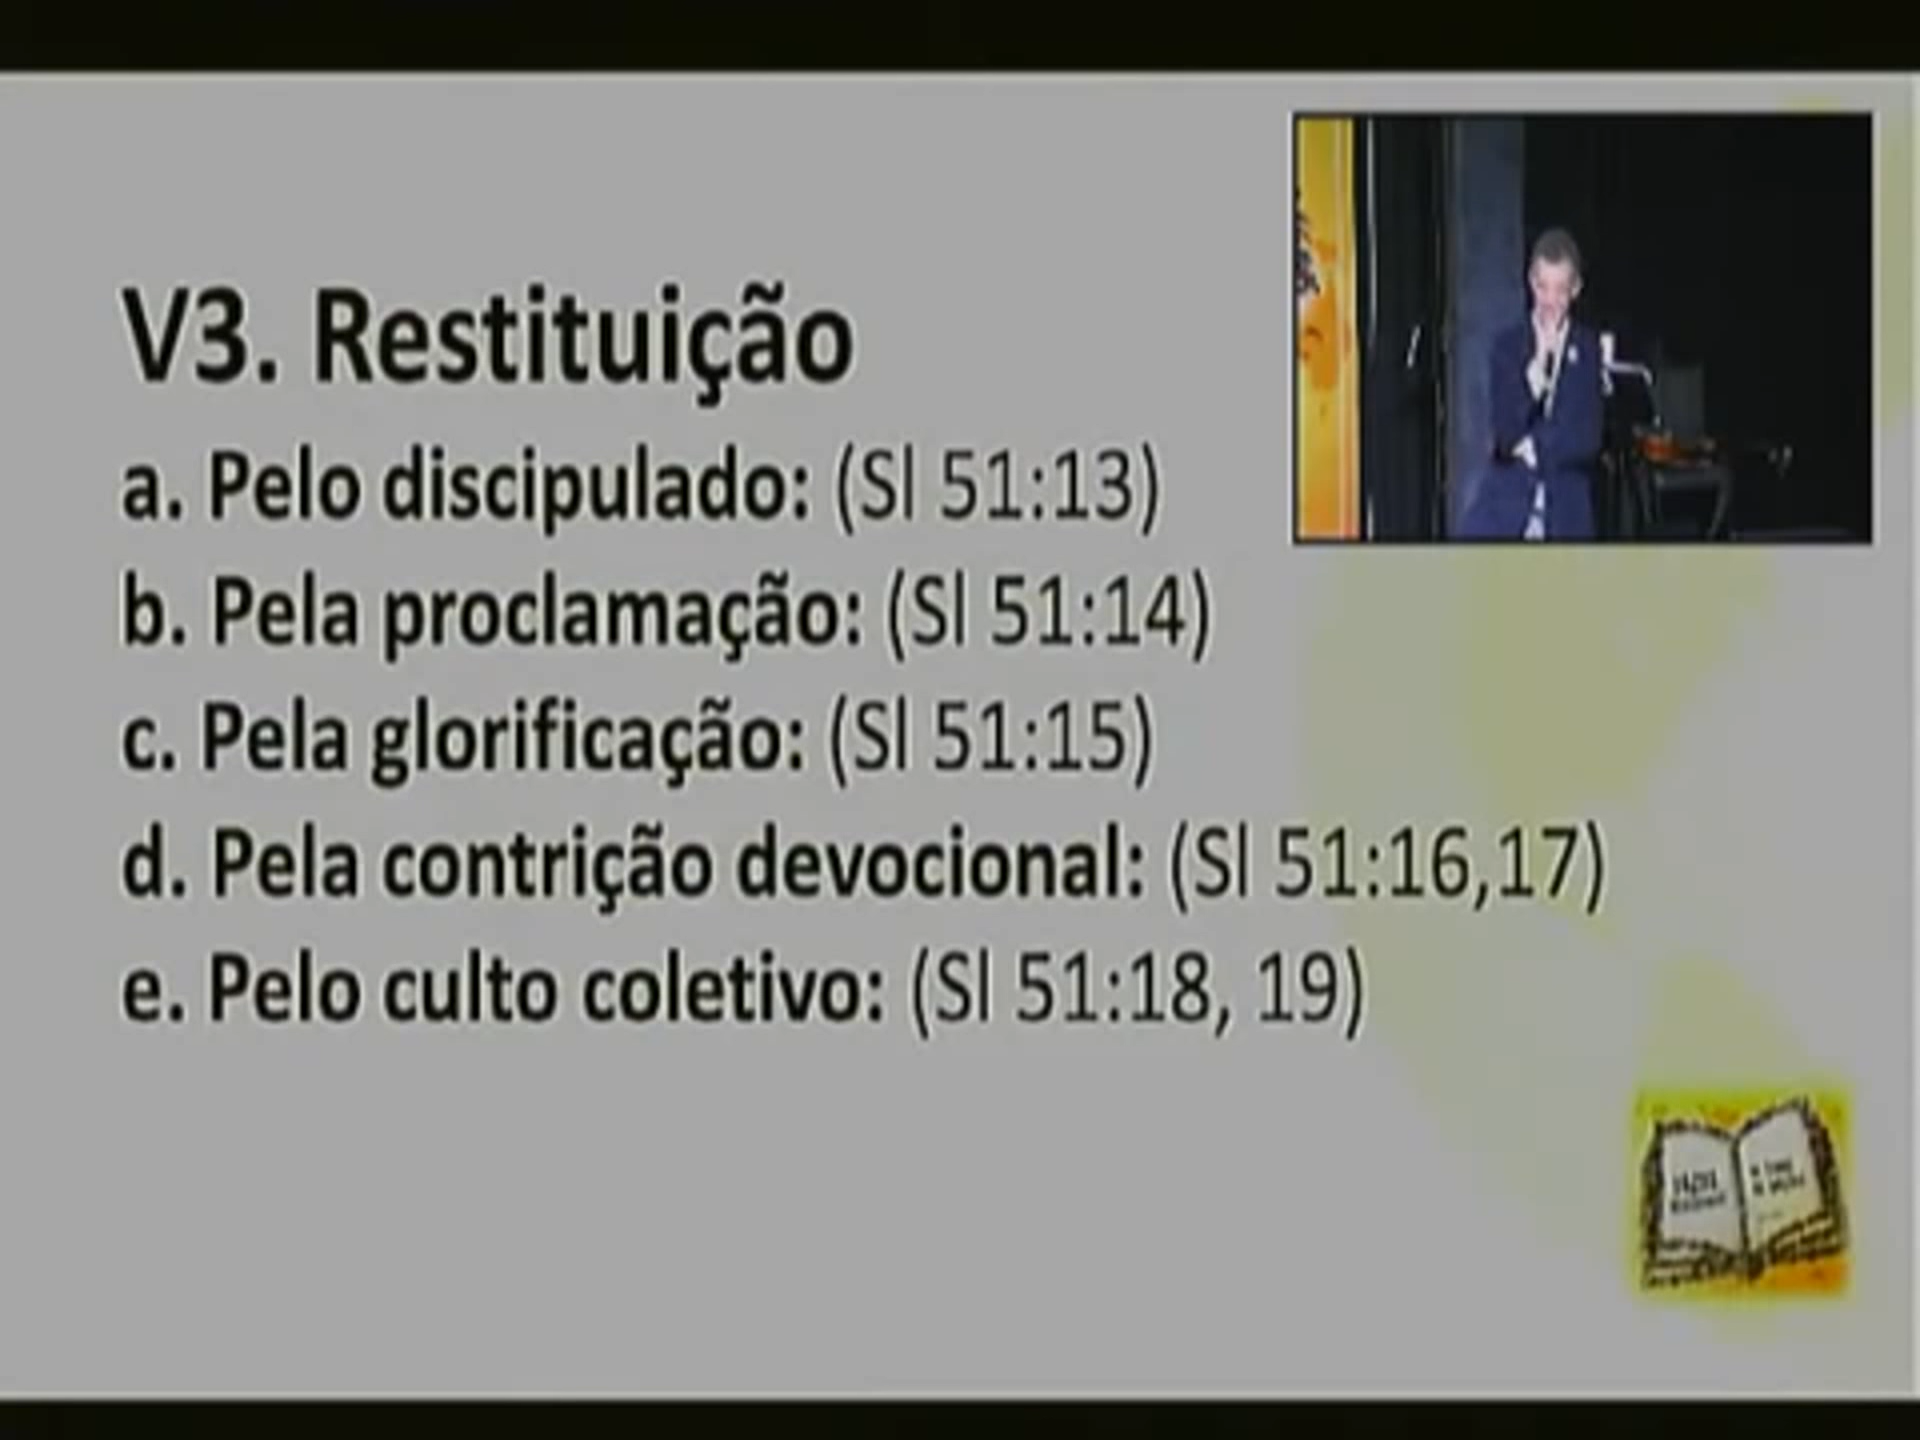 V3. Restituição
a. Pelo discipulado: (Sl 51:13)
b. Pela proclamação: (Sl 51:14)
c. Pela glorificação: (Sl 51:15)
d. Pela contrição devocional: (Sl 51:16,17)
e. Pelo culto coletivo: (Sl 51:18, 19)